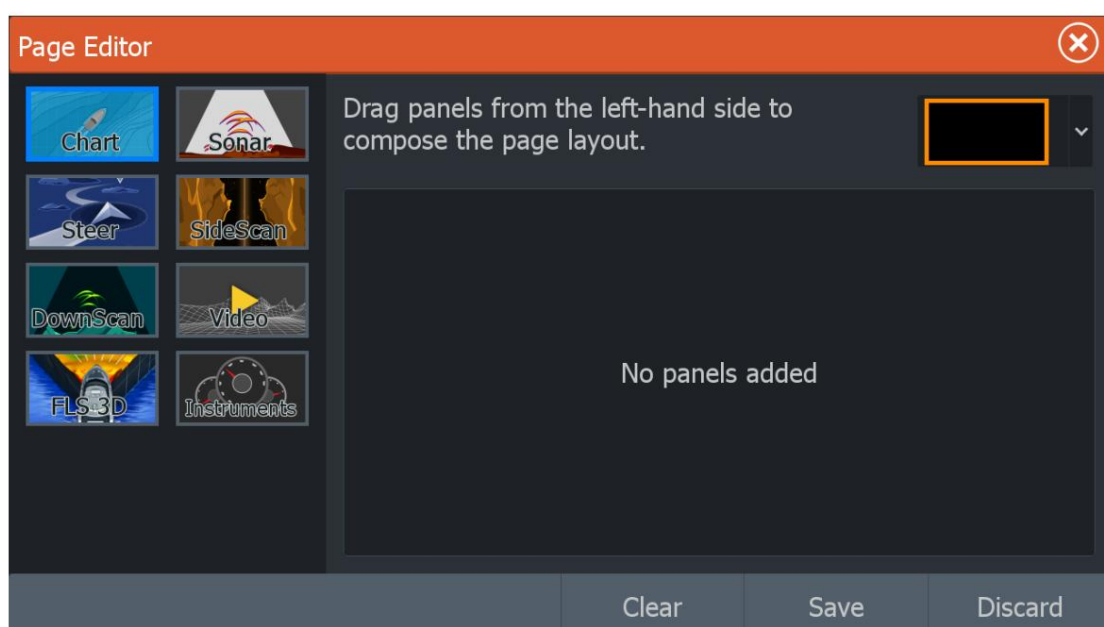 Page Editor
Chart
Sonar
Drag panels from the left-hand side to
compose the page layout.
Steer
SideScan
DownScan
Video
FLS 3D
Instruments
No panels added
Clear
Save
Discard